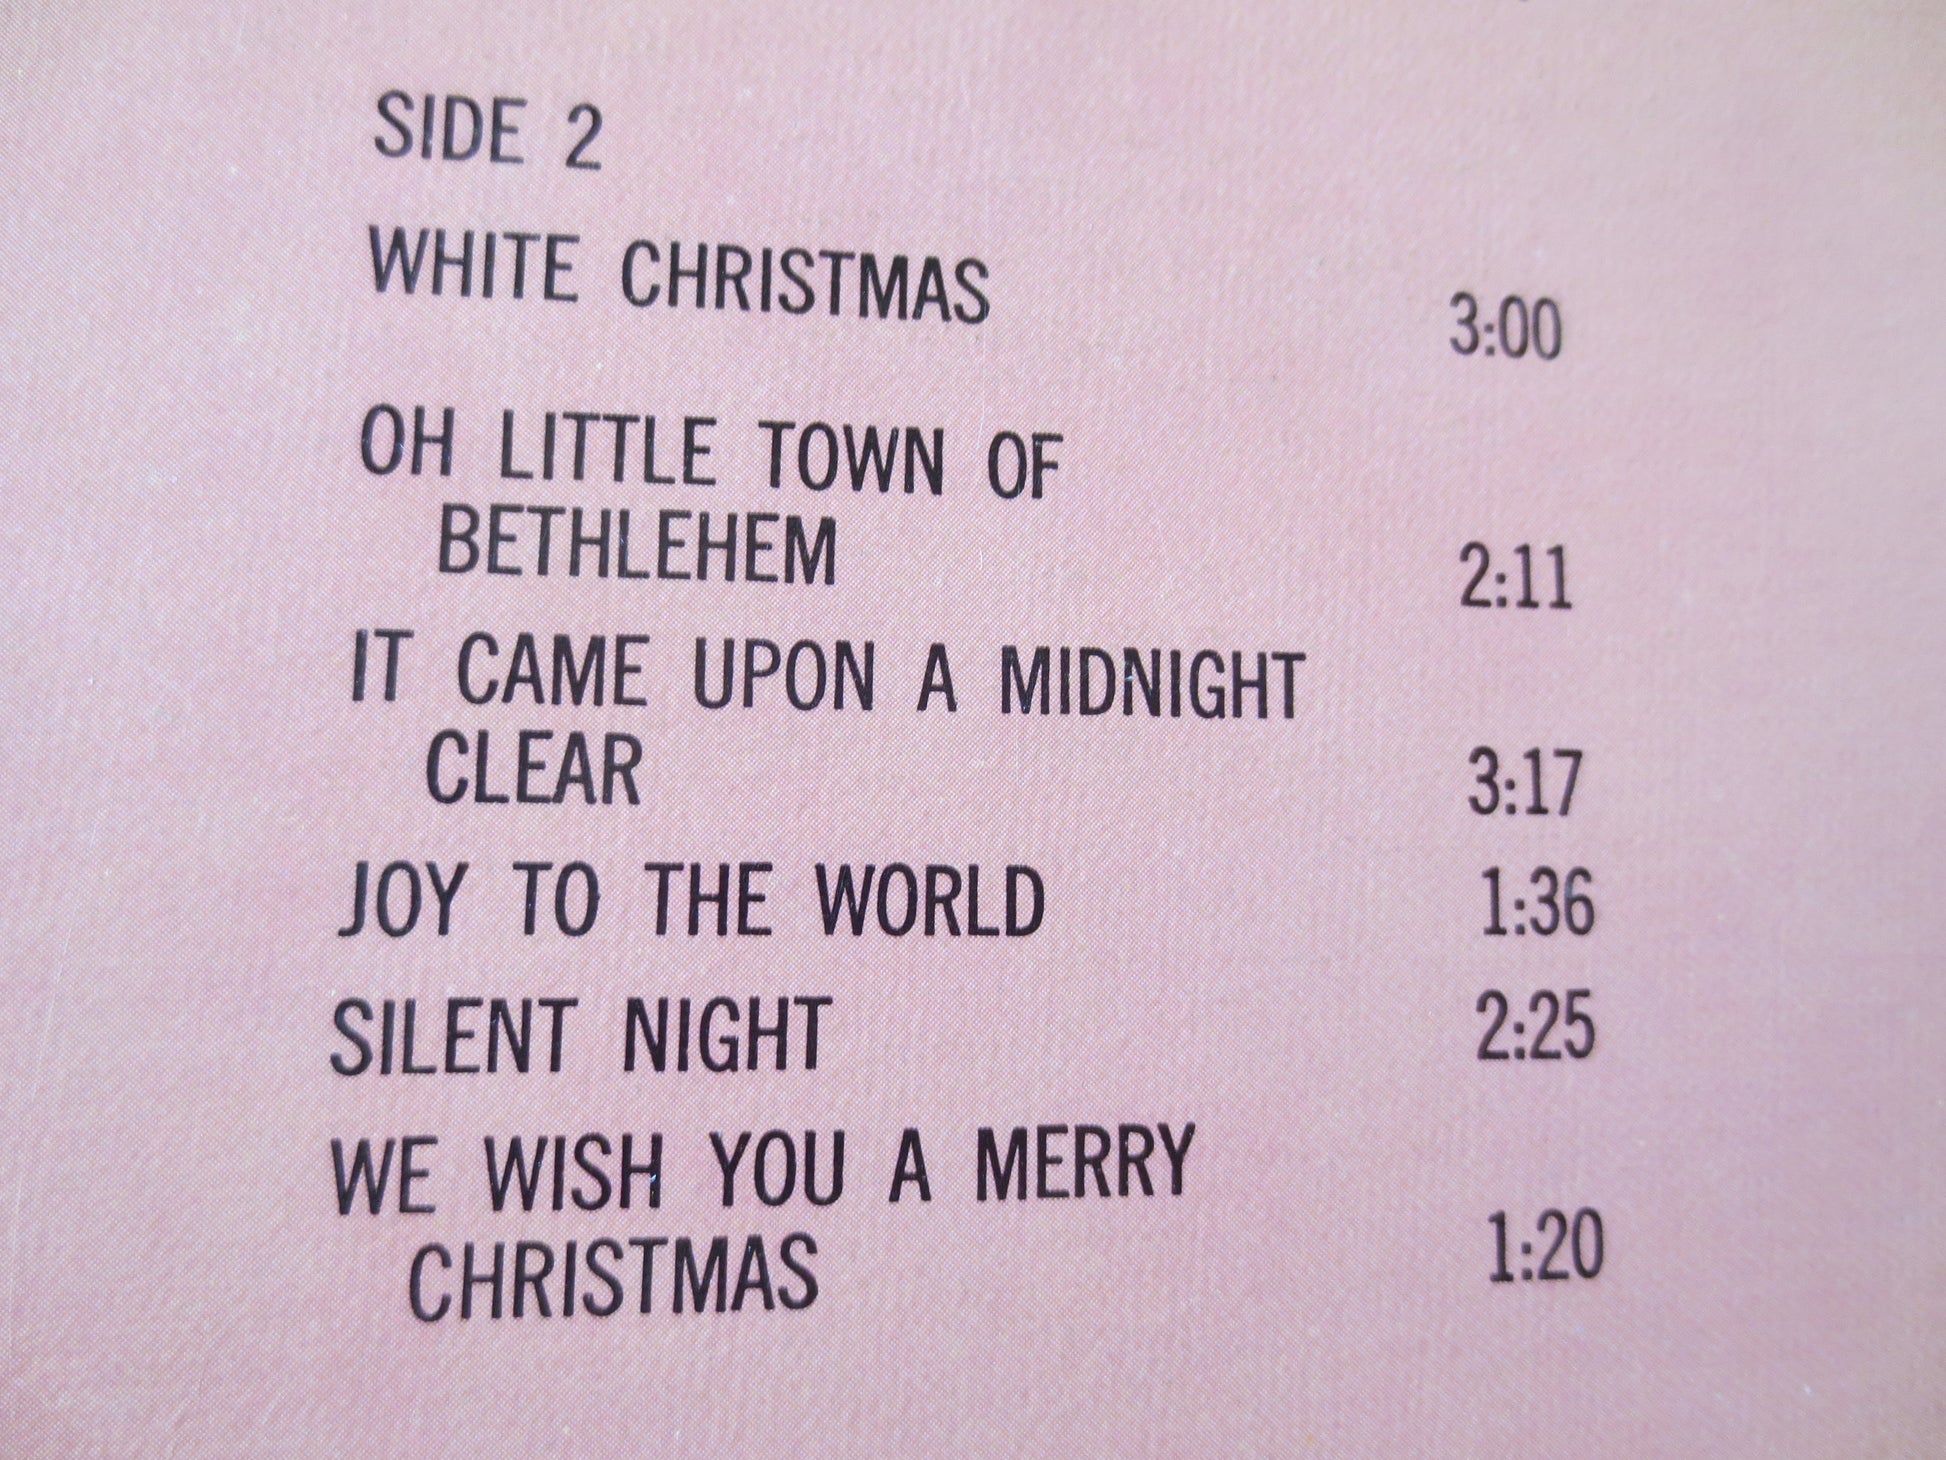 SIDE 2
WHITE CHRISTMAS 3:00
OH LITTLE TOWN OF
BETHLEHEM 2:11
IT CAME UPON A MIDNIGHT
CLEAR 3:17
JOY TO THE WORLD 1:36
SILENT NIGHT 2:25
WE WISH YOU A MERRY
CHRISTMAS 1:20